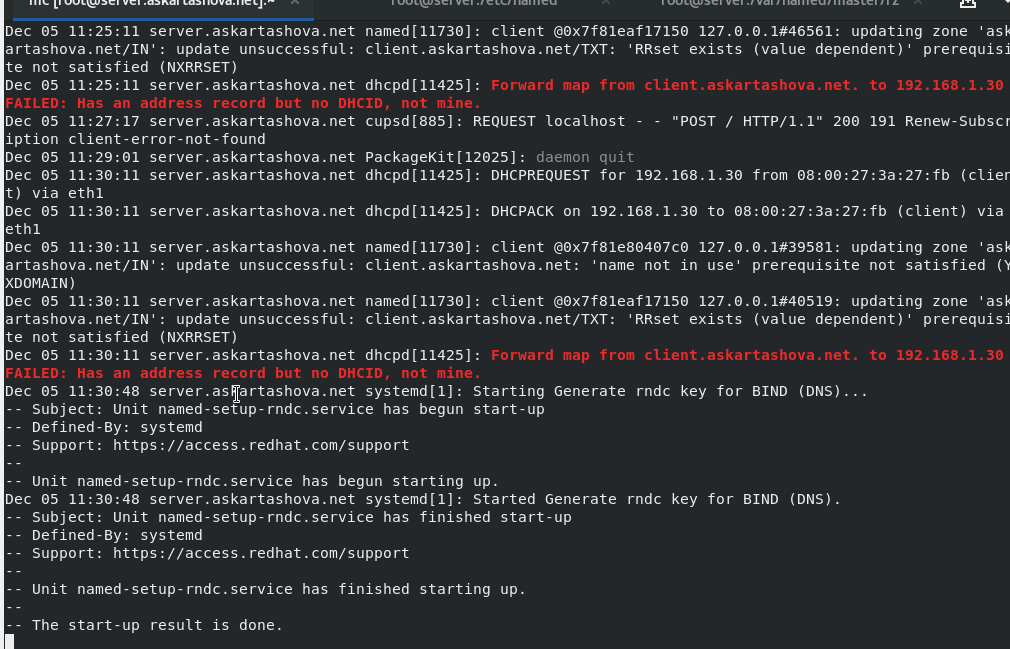 mc [root@server.askartashova.net]:~
root@server:/etc/named
root@server:/var/named/master/rz
Dec 05 11:25:11 server.askartashova.net named[11730]: client @0x7f81eaf17150 127.0.0.1#46561: updating zone 'ask
artashova.net/IN': update unsuccessful: client.askartashova.net/TXT: 'RRset exists (value dependent)' prerequisi
te not satisfied (NXRRSET)
Dec 05 11:25:11 server.askartashova.net dhcpd[11425]: Forward map from client.askartashova.net. to 192.168.1.30
FAILED: Has an address record but no DHCID, not mine.
Dec 05 11:27:17 server.askartashova.net cupsd[885]: REQUEST localhost - - "POST / HTTP/1.1" 200 191 Renew-Subscr
iption client-error-not-found
Dec 05 11:29:01 server.askartashova.net PackageKit[12025]: daemon quit
Dec 05 11:30:11 server.askartashova.net dhcpd[11425]: DHCPREQUEST for 192.168.1.30 from 08:00:27:3a:27:fb (clien
t) via eth1
Dec 05 11:30:11 server.askartashova.net dhcpd[11425]: DHCPACK on 192.168.1.30 to 08:00:27:3a:27:fb (client) via
eth1
Dec 05 11:30:11 server.askartashova.net named[11730]: client @0x7f81e80407c0 127.0.0.1#39581: updating zone 'ask
artashova.net/IN': update unsuccessful: client.askartashova.net: 'name not in use' prerequisite not satisfied (Y
XDOMAIN)
Dec 05 11:30:11 server.askartashova.net named[11730]: client @0x7f81eaf17150 127.0.0.1#40519: updating zone 'ask
artashova.net/IN': update unsuccessful: client.askartashova.net/TXT: 'RRset exists (value dependent)' prerequisi
te not satisfied (NXRRSET)
Dec 05 11:30:11 server.askartashova.net dhcpd[11425]: Forward map from client.askartashova.net. to 192.168.1.30
FAILED: Has an address record but no DHCID, not mine.
Dec 05 11:30:48 server.askartashova.net systemd[1]: Starting Generate rndc key for BIND (DNS)...
-- Subject: Unit named-setup-rndc.service has begun start-up
-- Defined-By: systemd
-- Support: https://access.redhat.com/support
--
-- Unit named-setup-rndc.service has begun starting up.
Dec 05 11:30:48 server.askartashova.net systemd[1]: Started Generate rndc key for BIND (DNS).
-- Subject: Unit named-setup-rndc.service has finished start-up
-- Defined-By: systemd
-- Support: https://access.redhat.com/support
--
-- Unit named-setup-rndc.service has finished starting up.
--
-- The start-up result is done.